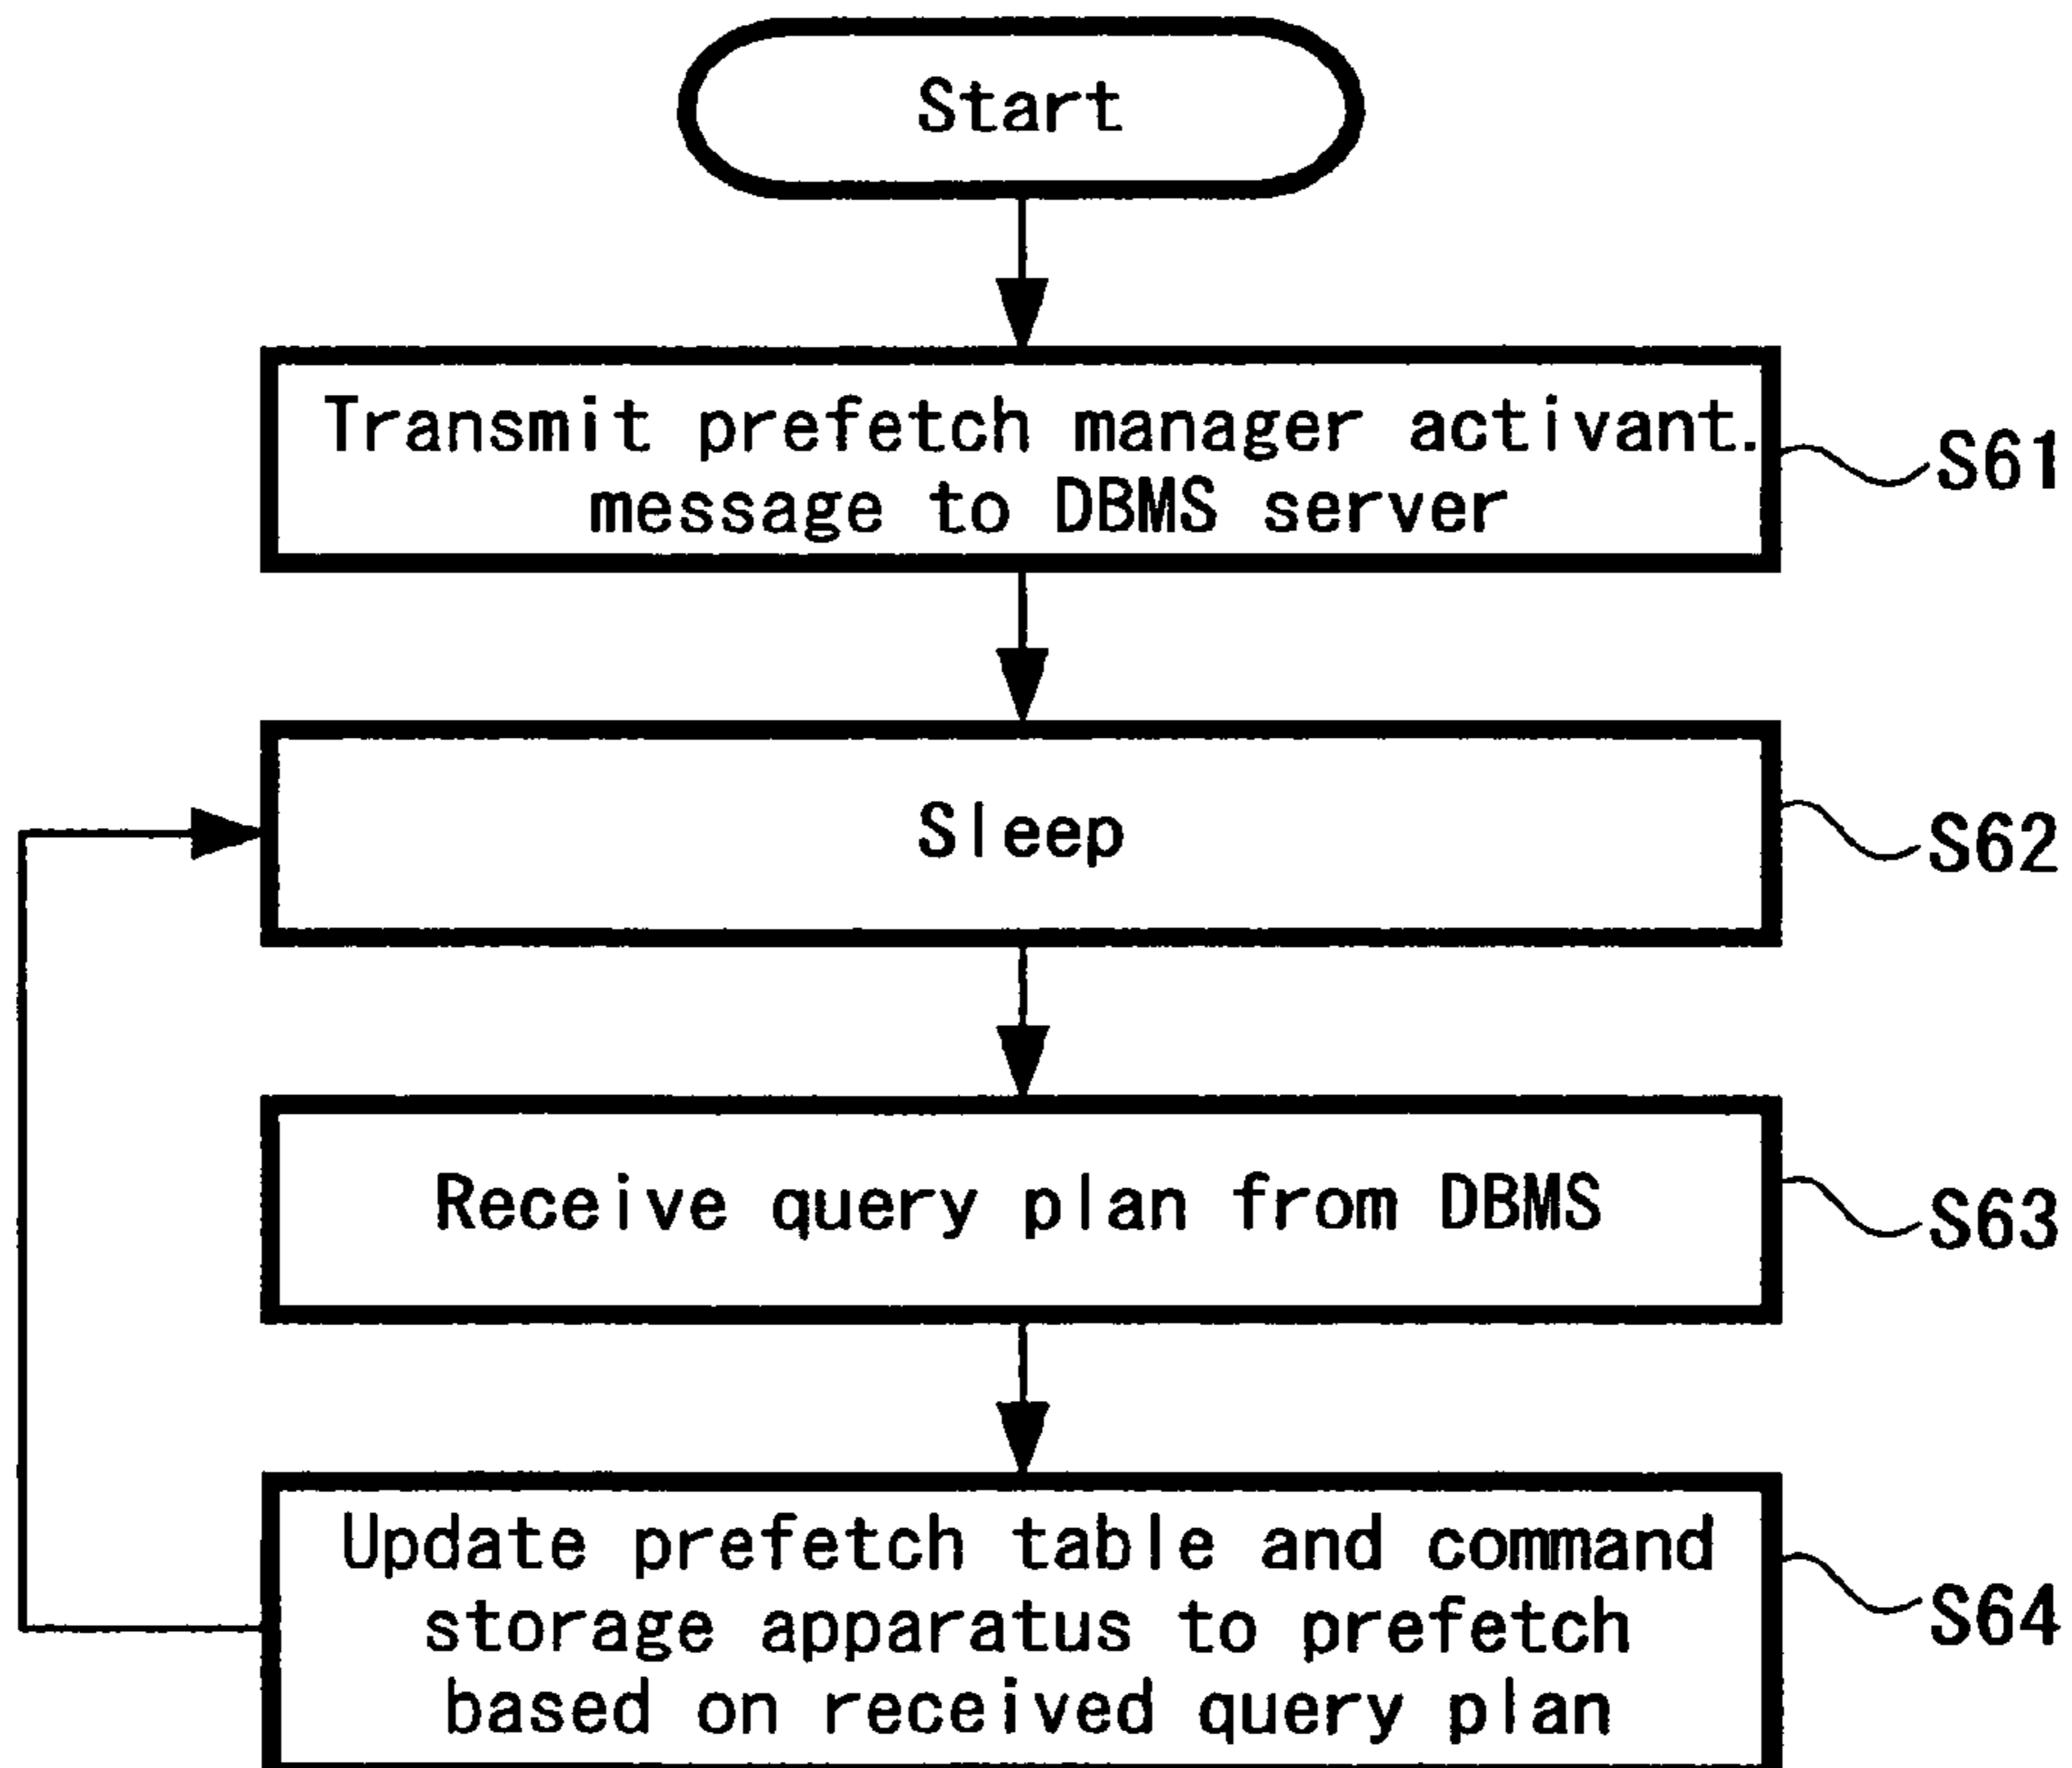 Start
Transmit prefetch manager activant.
message to DBMS server
S61
Sleep
S62
Receive query plan from DBMS
S63
Update prefetch table and command
storage apparatus to prefetch
based on received query plan
S64